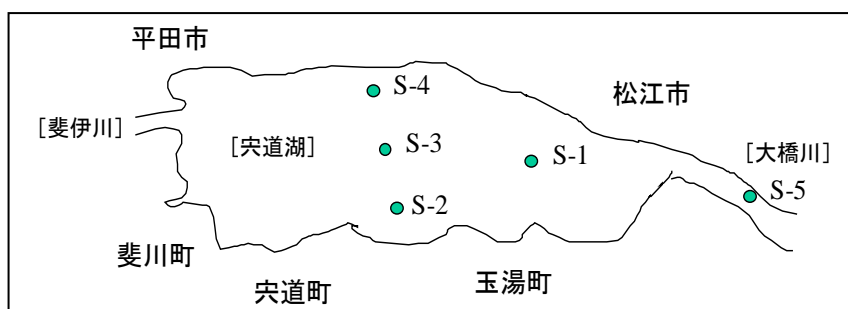 平田市
S-4
松江市
[斐伊川]
[宍道湖]
S-3
S-1
[大橋川]
S-5
S-2
斐川町
宍道町
玉湯町